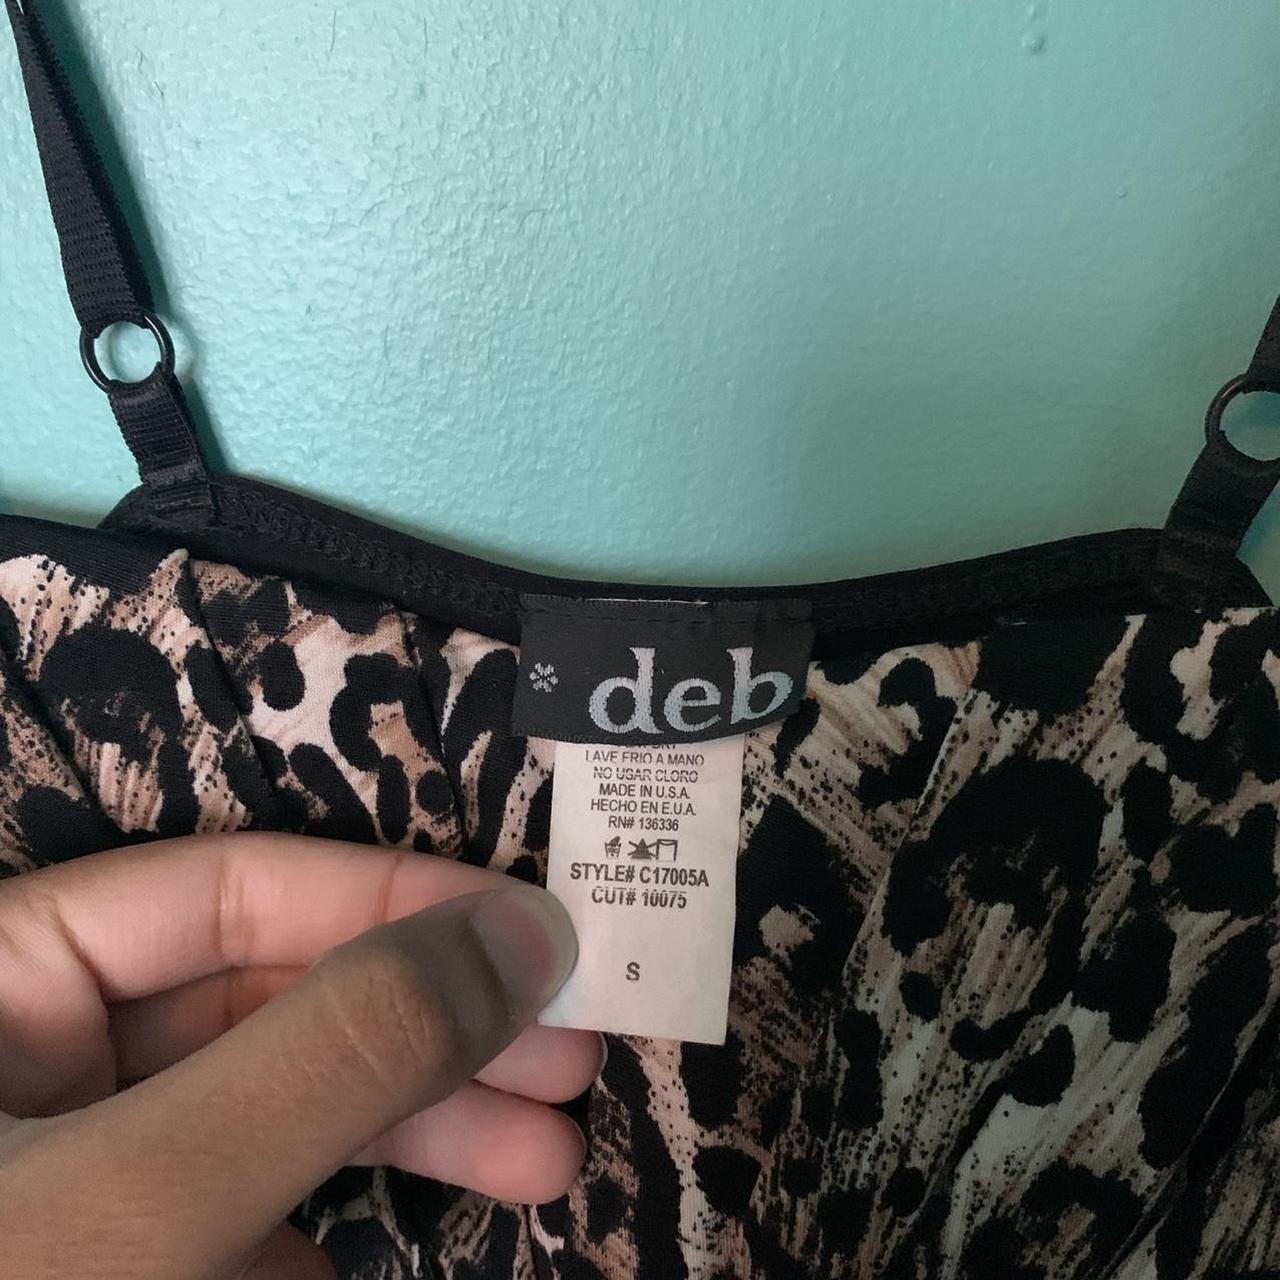 * deb
LAVE FRIO A MANO
NO USAR CLORO
MADE IN U.S.A.
HECHO EN E.U.A.
RN# 136336
STYLE# C17005A
CUT# 10075
S